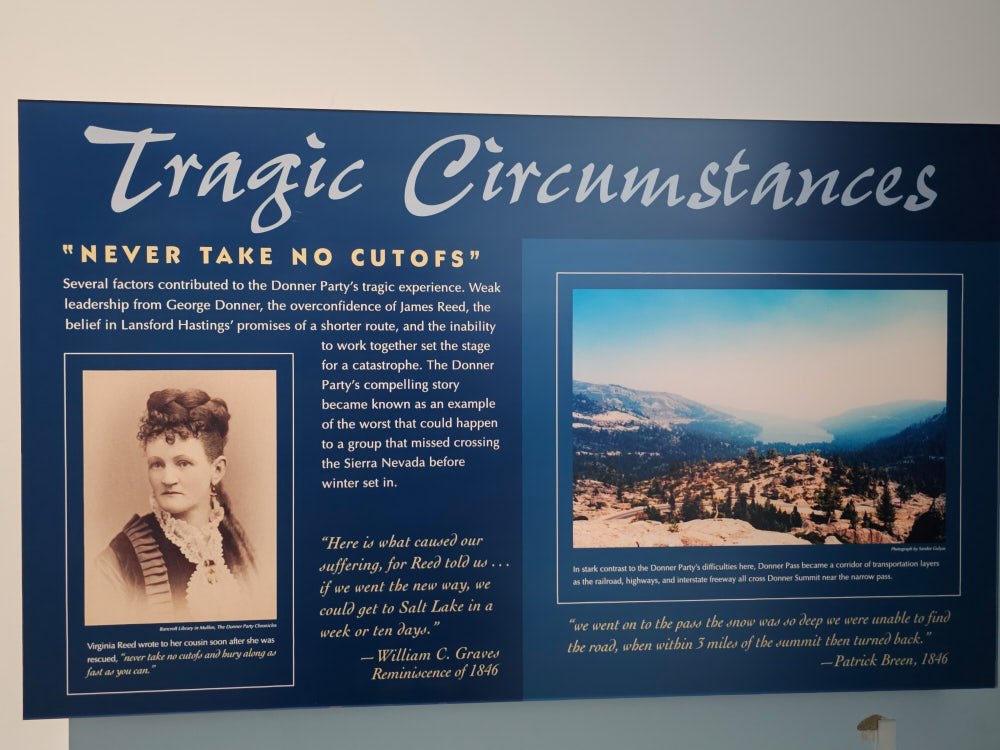 Tragic Circumstances
"NEVER TAKE NO CUTOFS"
Several factors contributed to the Donner Party's tragic experience. Weak
leadership from George Donner, the overconfidence of James Reed, the
belief in Lansford Hastings' promises of a shorter route, and the inability
to work together set the stage
for a catastrophe. The Donner
Party's compelling story
became known as an example
of the worst that could happen
to a group that missed crossing
the Sierra Nevada before
winter set in.
Bancroft Library in Mullen, The Donner Party Chronicles
Virginia Reed wrote to her cousin soon after she was
rescued, "never take no cutofs and hury along as
fast as you can."
"Here is what caused our
suffering, for Reed told us . . .
if we went the new way, we
could get to Salt Lake in a
week or ten days."
—William C. Graves
Reminiscence of 1846
Photograph by
In stark contrast to the Donner Party's difficulties here, Donner Pass became a corridor of transportation layers
as the railroad, highways, and interstate freeway all cross Donner Summit near the narrow pass.
"we went on to the pass the snow was so deep we were unable to find
the road, when within 3 miles of the summit then turned back."
—Patrick Breen, 1846